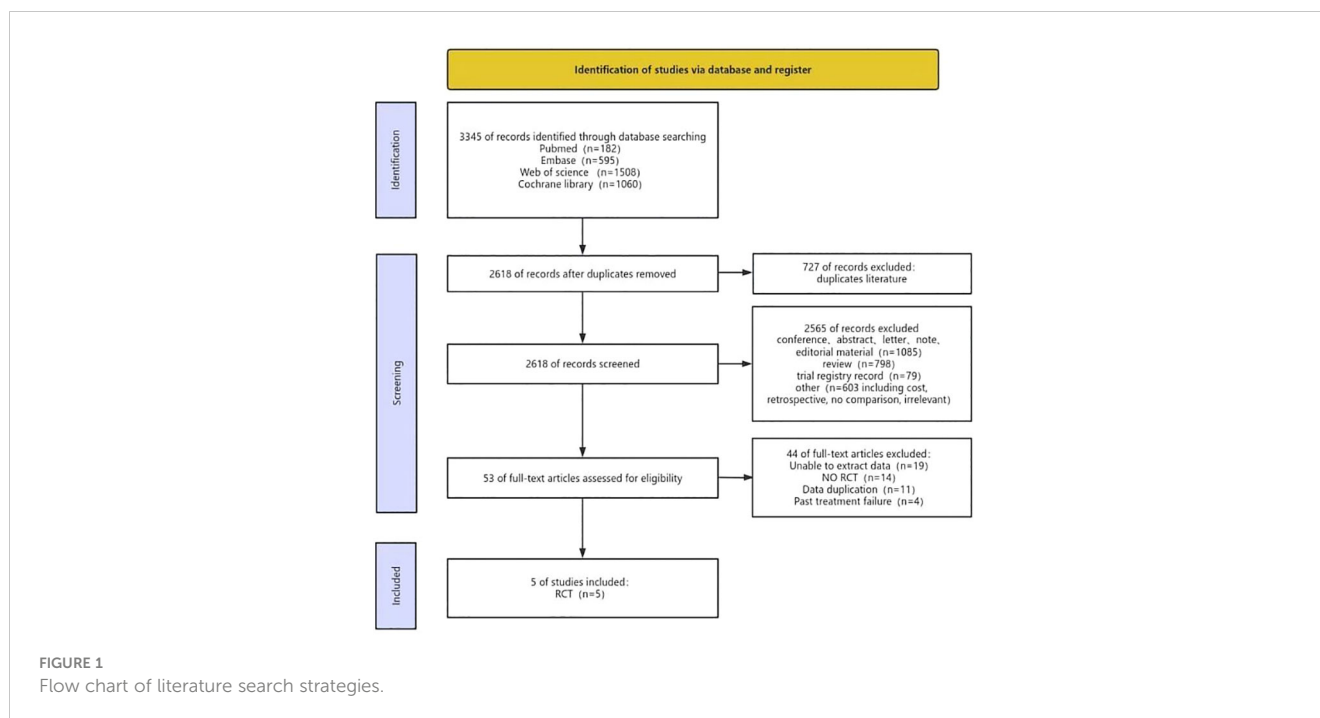 Identification of studies via database and register
Identification
3345 of records identified through database searching
Pubmed (n=182)
Embase (n=595)
Web of science (n=1508)
Cochrane library (n=1060)
Screening
2618 of records after duplicates removed
727 of records excluded:
duplicates literature
2618 of records screened
2565 of records excluded
conference、abstract、letter、note、
editorial material (n=1085)
review (n=798)
trial registry record (n=79)
other (n=603 including cost,
retrospective, no comparison, irrelevant)
53 of full-text articles assessed for eligibility
44 of full-text articles excluded:
Unable to extract data (n=19)
NO RCT (n=14)
Data duplication (n=11)
Past treatment failure (n=4)
Included
5 of studies included:
RCT (n=5)
FIGURE 1
Flow chart of literature search strategies.